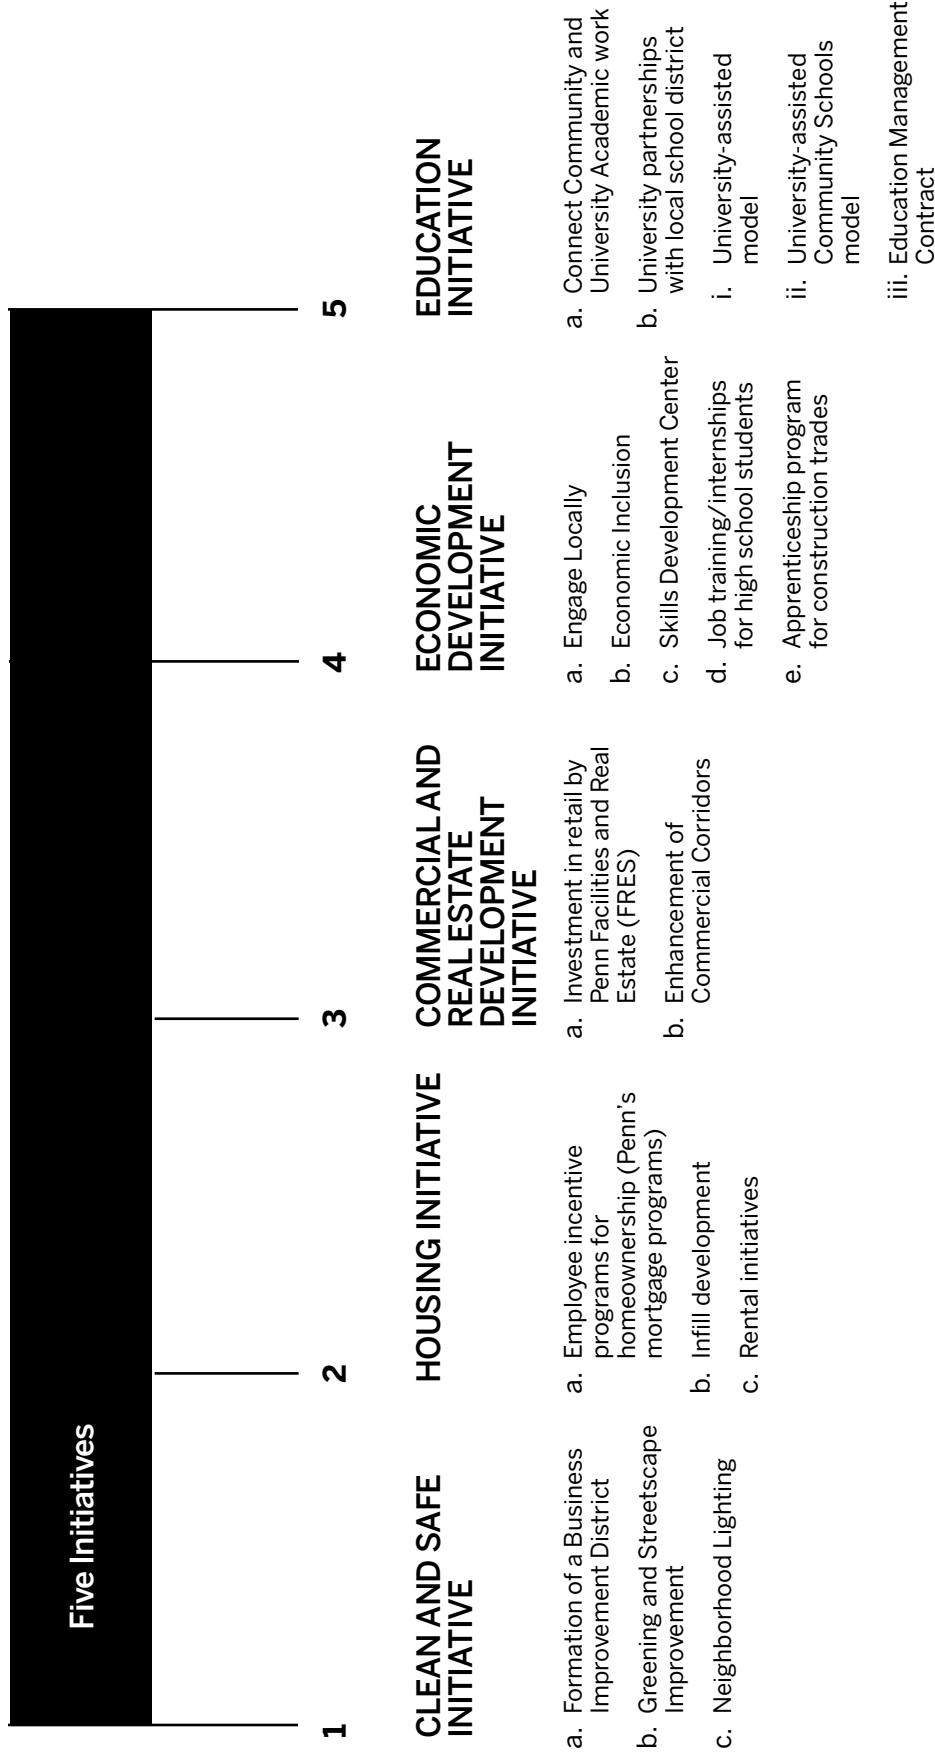 Five Initiatives
1
CLEAN AND SAFE
INITIATIVE
a. Formation of a Business
Improvement District
b. Greening and Streetscape
Improvement
c. Neighborhood Lighting
2
HOUSING INITIATIVE
a. Employee incentive
programs for
homeownership (Penn's
mortgage programs)
b. Infill development
c. Rental initiatives
3
COMMERCIAL AND
REAL ESTATE
DEVELOPMENT
INITIATIVE
a. Investment in retail by
Penn Facilities and Real
Estate (FRES)
b. Enhancement of
Commercial Corridors
4
ECONOMIC
DEVELOPMENT
INITIATIVE
a. Engage Locally
b. Economic Inclusion
c. Skills Development Center
d. Job training/internships
for high school students
e. Apprenticeship program
for construction trades
5
EDUCATION
INITIATIVE
a. Connect Community and
University Academic work
b. University partnerships
with local school district
i. University-assisted
model
ii. University-assisted
Community Schools
model
iii. Education Management
Contract